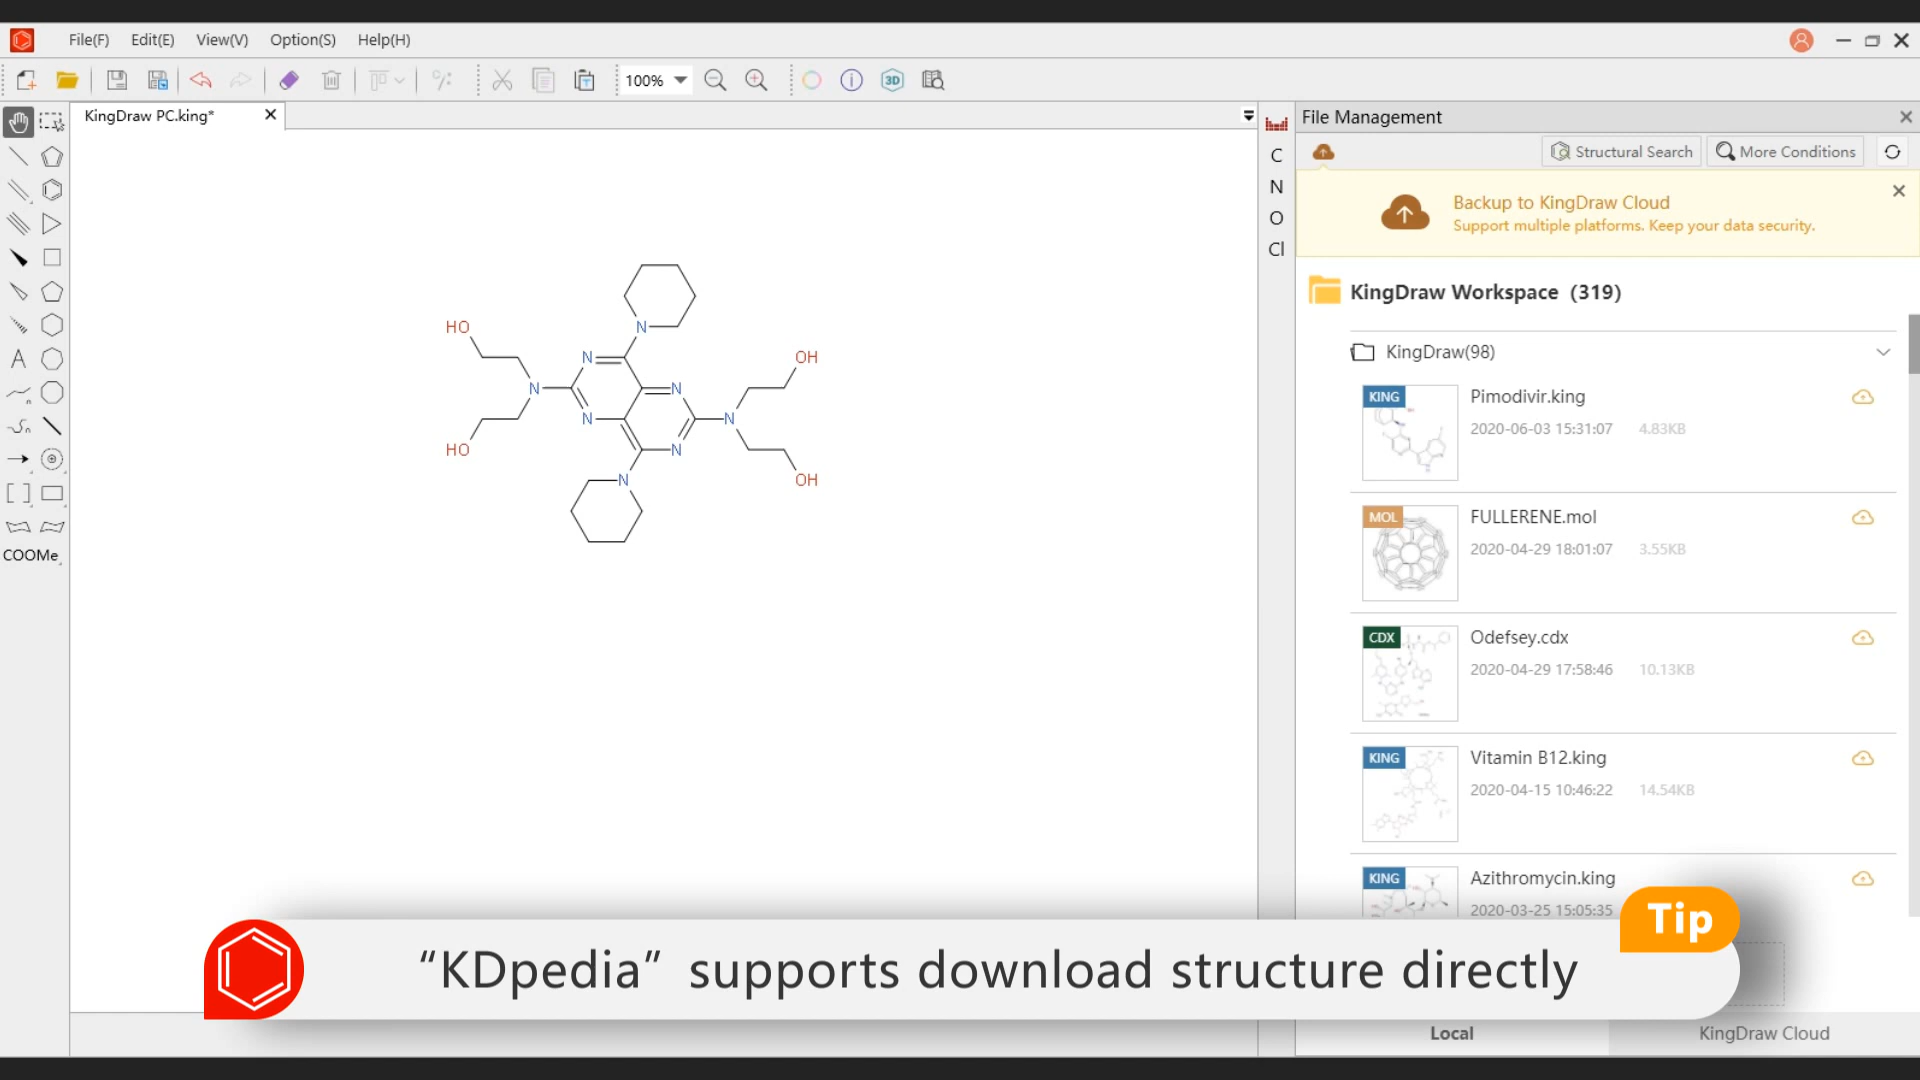 File(F) Edit(E) View(V) Option(S) Help(H)
100% 3D
KingDraw PC.king*
File Management
Structural Search More Conditions
Backup to KingDraw Cloud
Support multiple platforms. Keep your data security.
KingDraw Workspace (319)
KingDraw(98)
KING Pimodivir.king
2020-06-03 15:31:07 4.83KB
MOL FULLERENE.mol
2020-04-29 18:01:07 3.55KB
CDX Odefsey.cdx
2020-04-29 17:58:46 10.13KB
KING Vitamin B12.king
2020-04-15 10:46:22 14.54KB
KING Azithromycin.king
2020-03-25 15:05:35
C
N
O
Cl
A
COOMe
N
HO
N OH
N N
N
N N
HO N
N OH
Tip
“KDpedia” supports download structure directly
Local KingDraw Cloud